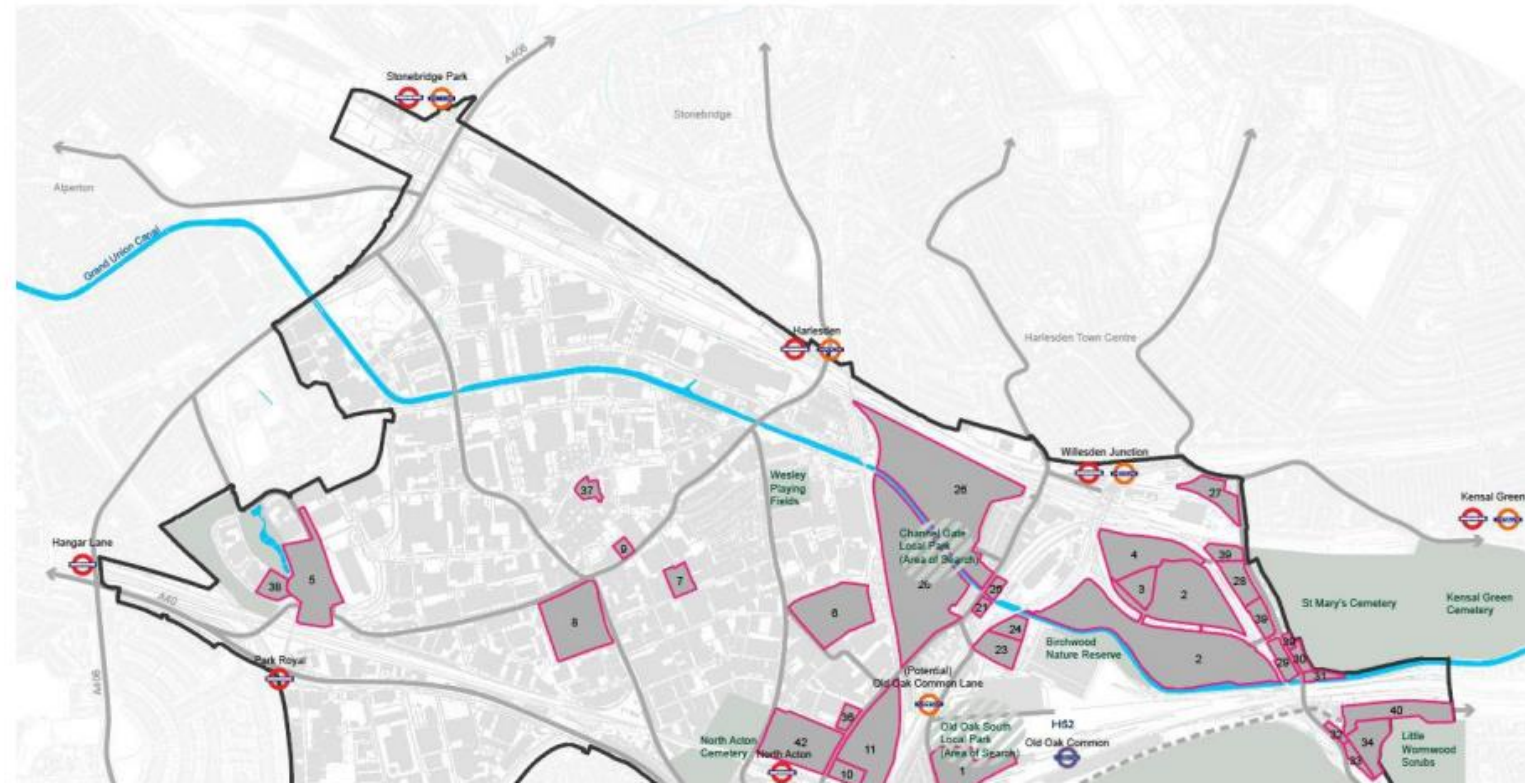 A406
Stonebridge Park
Stonebridge
Alperton
Grand Union Canal
Harlesden
Harlesden Town Centre
Willesden Junction
Wesley
Playing
Fields
26
27
Kensal Green
37
Channel Gate
Local Park
(Area of Search)
Hangar Lane
9
4
39
38
5
7
26
26
3
2
28
St Mary's Cemetery
Kensal Green
Cemetery
A40
8
6
21
24
39
23
Birchwood
Nature Reserve
2
29
30
31
Park Royal
A406
(Potential)
Old Oak Common Lane
36
HS2
40
North Acton
Cemetery
42
11
Old Oak South
Local Park
(Area of Search)
Old Oak Common
32
34
Little
Wormwood
Scrubs
North Acton
10
1
33